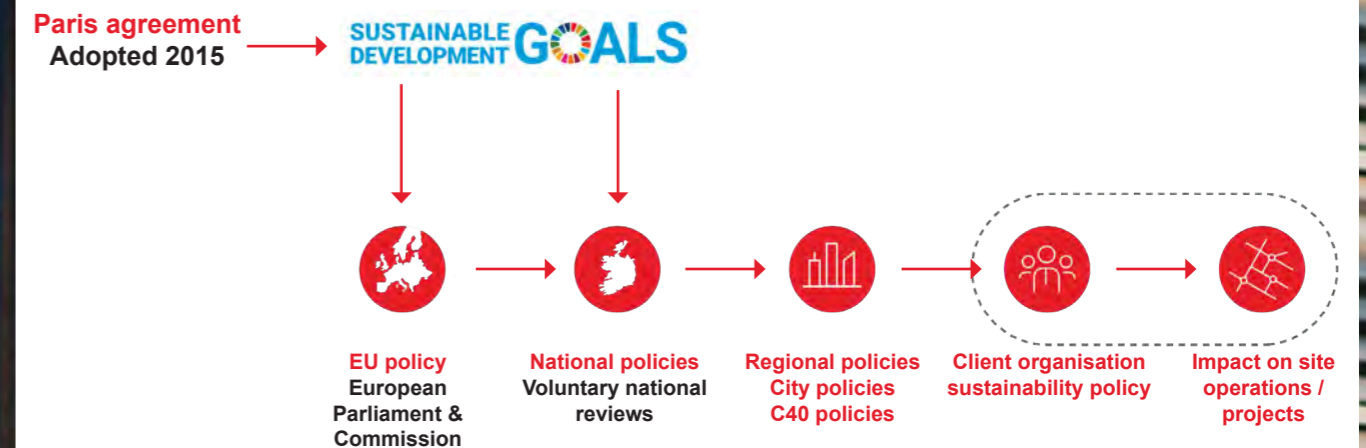 Paris agreement
Adopted 2015
SUSTAINABLE
DEVELOPMENT
GOALS
EU policy
European
Parliament &
Commission
National policies
Voluntary national
reviews
Regional policies
City policies
C40 policies
Client organisation
sustainability policy
Impact on site
operations /
projects